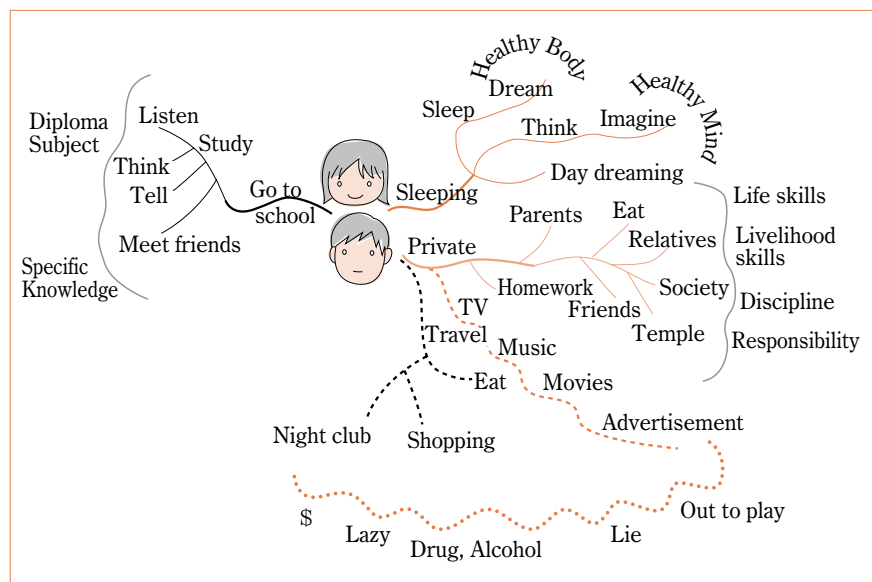 Healthy Body
Healthy Mind
Dream
Sleep
Think
Imagine
Day dreaming
Sleeping
Listen
Study
Diploma
Subject
Think
Tell
Go to
school
Meet friends
Specific
Knowledge
Private
Parents
Eat
Relatives
Homework
Friends
Society
Temple
Life skills
Livelihood
skills
Discipline
Responsibility
TV
Travel
Music
Eat
Movies
Night club
Shopping
Advertisement
Out to play
Lie
Drug, Alcohol
Lazy
$